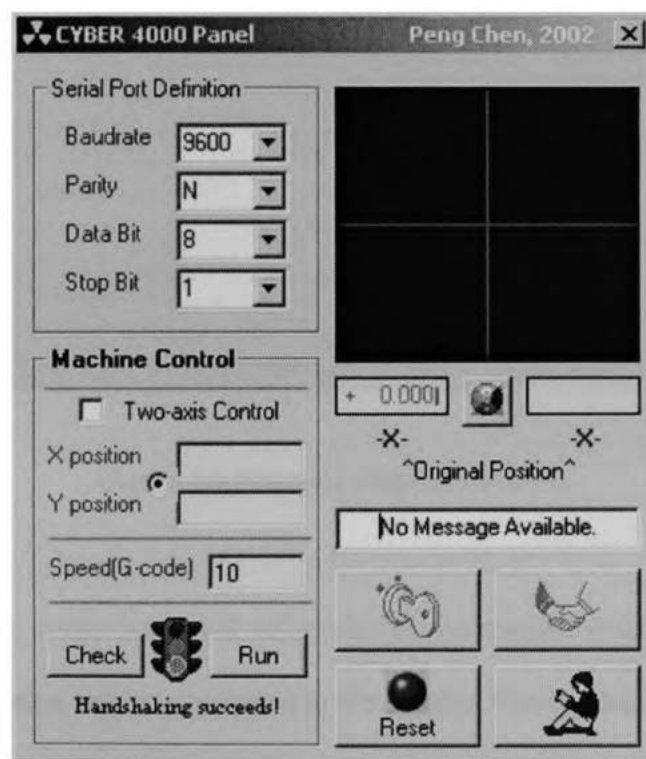 CYBER 4000 Panel Peng Chen, 2002
Serial Port Definition
Baudrate 9600
Parity N
Data Bit 8
Stop Bit 1
Machine Control
Two-axis Control
X position
Y position
Speed(G-code) 10
Check Run
Handshaking succeeds!
+ 0.000
-X- -X-
^Original Position^
No Message Available.
Reset